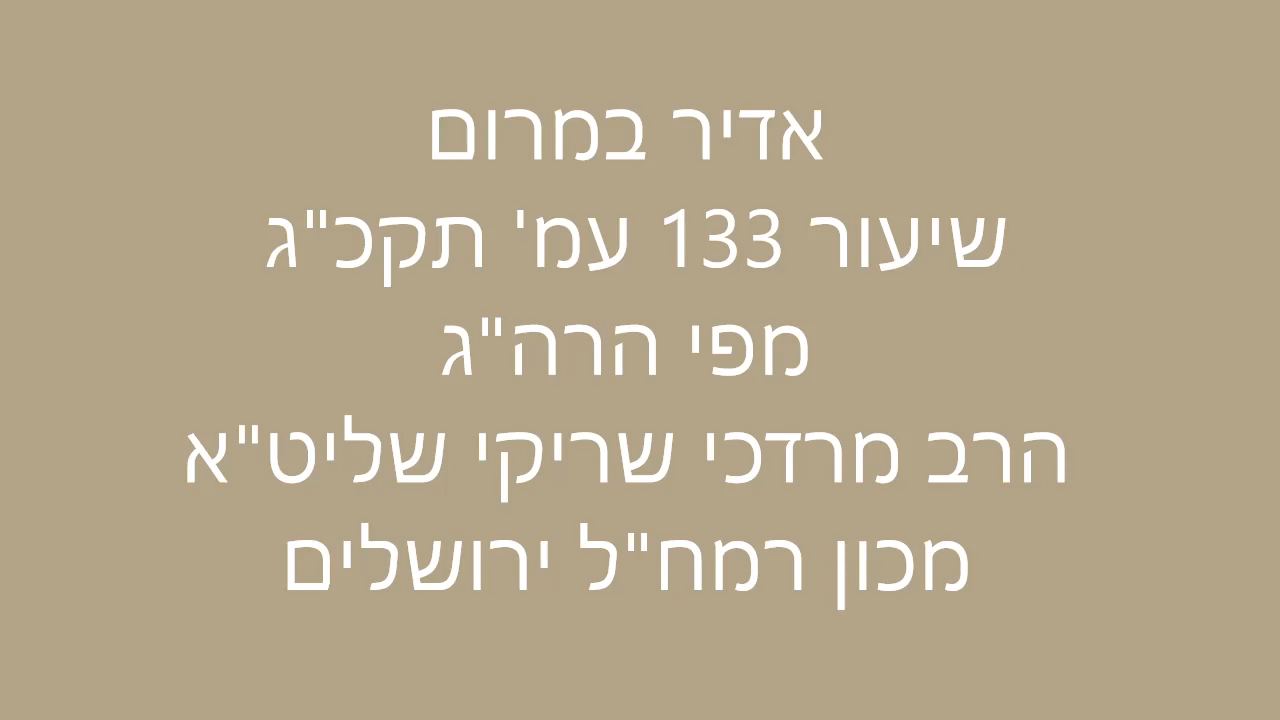 אדיר במרום
שיעור 133 עמ' תקכ"ג
מפי הרה"ג
הרב מרדכי שריקי שליט"א
מכון רמח"ל ירושלים